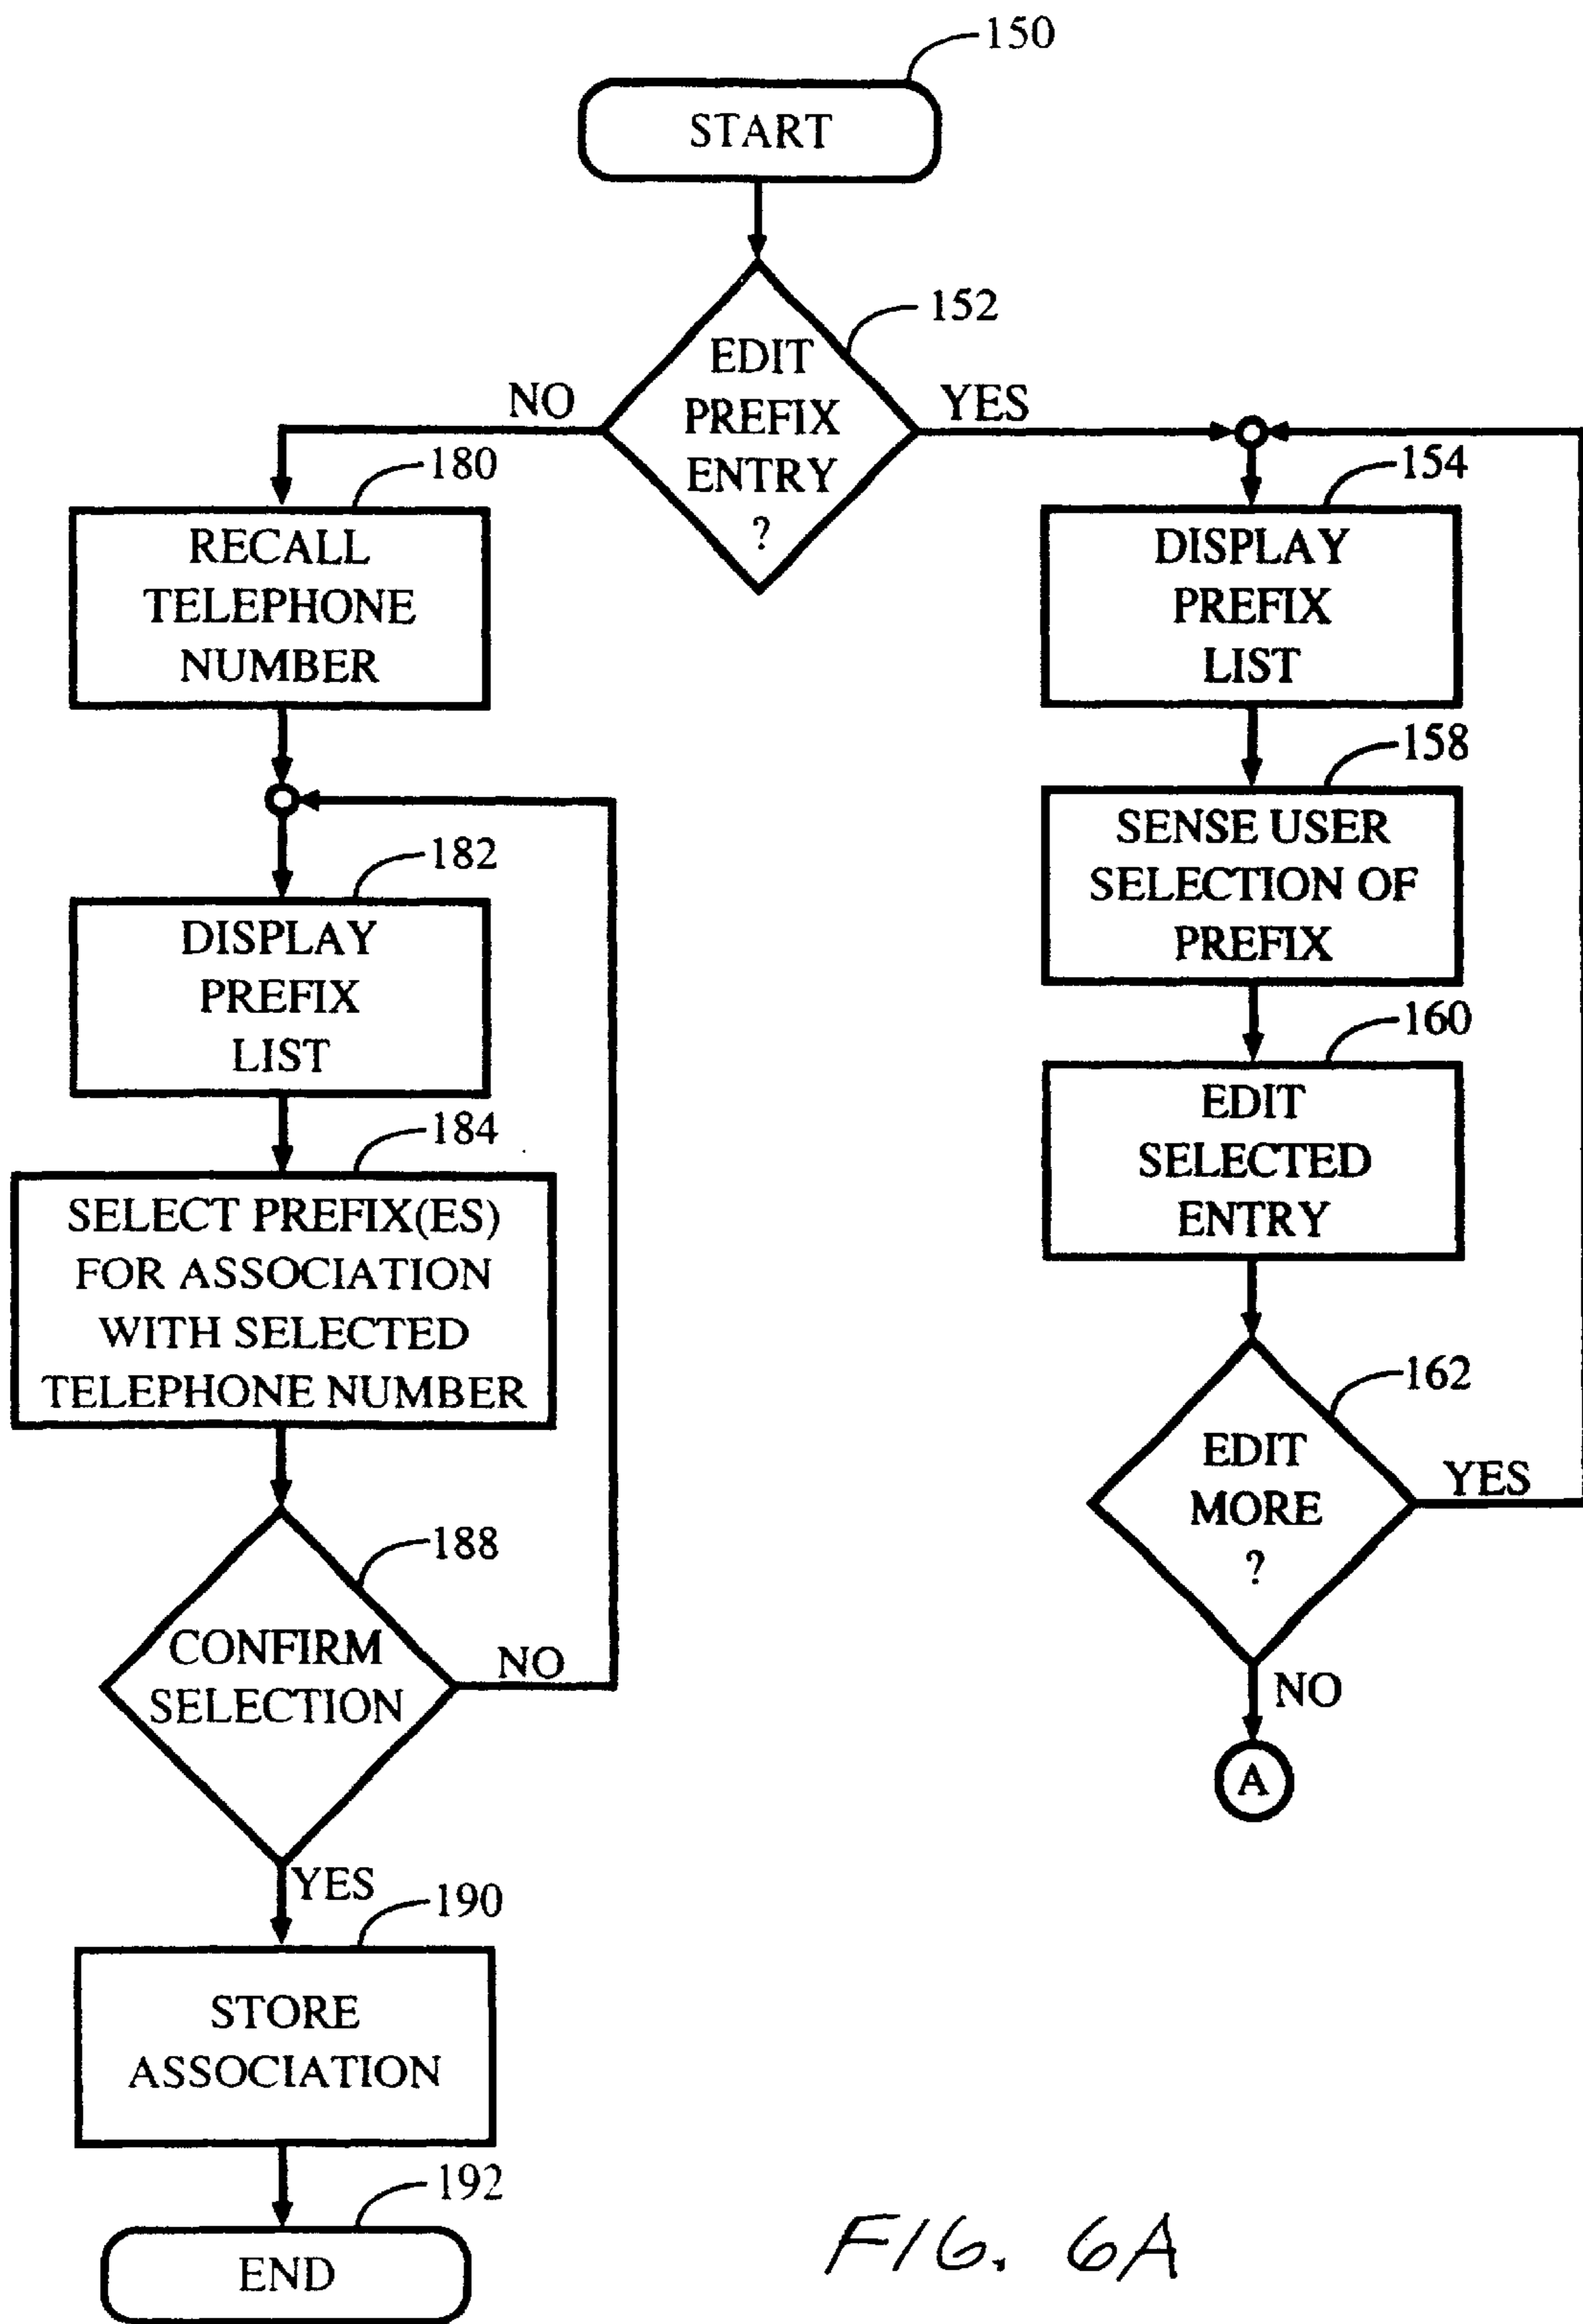 150
START
152
EDIT
PREFIX
ENTRY
?
NO
YES
180
RECALL
TELEPHONE
NUMBER
182
DISPLAY
PREFIX
LIST
184
SELECT PREFIX(ES)
FOR ASSOCIATION
WITH SELECTED
TELEPHONE NUMBER
188
CONFIRM
SELECTION
NO
YES
190
STORE
ASSOCIATION
192
END
154
DISPLAY
PREFIX
LIST
158
SENSE USER
SELECTION OF
PREFIX
160
EDIT
SELECTED
ENTRY
162
EDIT
MORE
?
YES
NO
A
FIG. 6A